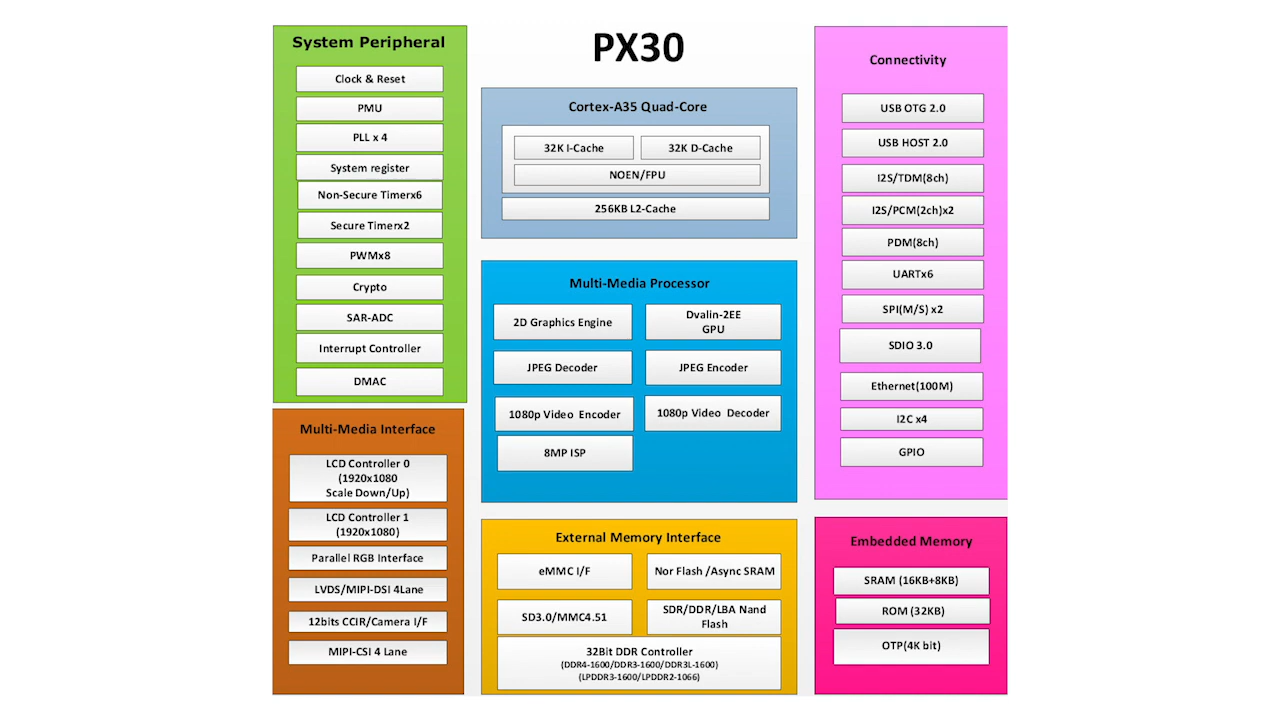 PX30
System Peripheral
Clock & Reset
PMU
PLL x 4
System register
Non-Secure Timerx6
Secure Timerx2
PWMx8
Crypto
SAR-ADC
Interrupt Controller
DMAC
Multi-Media Interface
LCD Controller 0
(1920x1080
Scale Down/Up)
LCD Controller 1
(1920x1080)
Parallel RGB Interface
LVDS/MIPI-DSI 4Lane
12bits CCIR/Camera I/F
MIPI-CSI 4 Lane
Cortex-A35 Quad-Core
32K I-Cache
32K D-Cache
NOEN/FPU
256KB L2-Cache
Multi-Media Processor
2D Graphics Engine
Dvalin-2EE
GPU
JPEG Decoder
JPEG Encoder
1080p Video Encoder
1080p Video Decoder
8MP ISP
External Memory Interface
eMMC I/F
Nor Flash /Async SRAM
SD3.0/MMC4.51
SDR/DDR/LBA Nand
Flash
32Bit DDR Controller
(DDR4-1600/DDR3-1600/DDR3L-1600)
(LPDDR3-1600/LPDDR2-1066)
Connectivity
USB OTG 2.0
USB HOST 2.0
I2S/TDM(8ch)
I2S/PCM(2ch)x2
PDM(8ch)
UARTx6
SPI(M/S) x2
SDIO 3.0
Ethernet(100M)
I2C x4
GPIO
Embedded Memory
SRAM (16KB+8KB)
ROM (32KB)
OTP(4K bit)